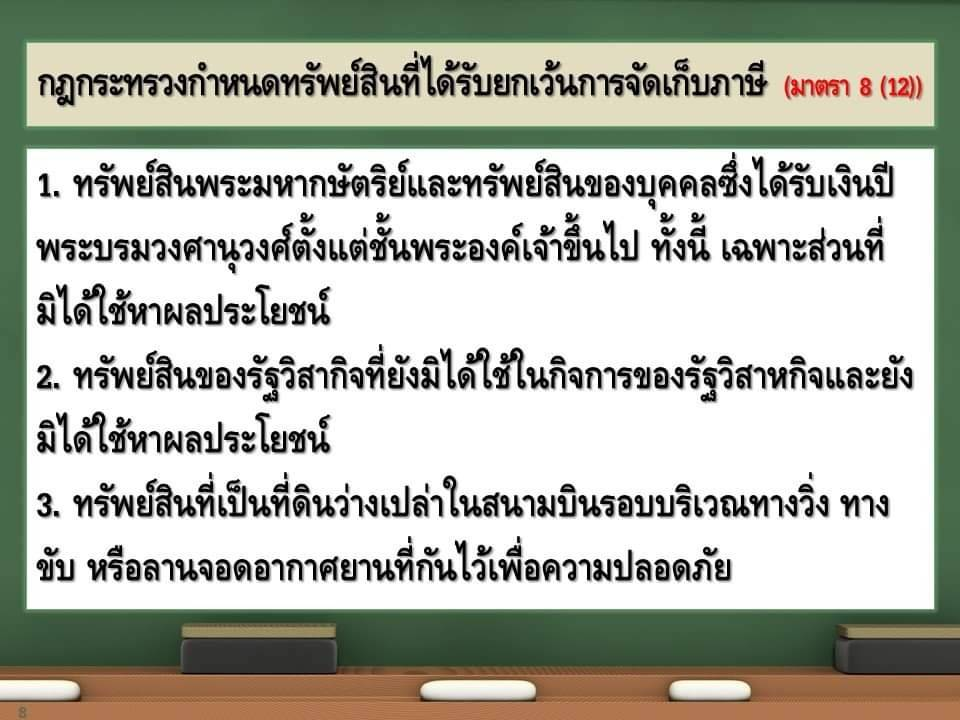 กฎกระทรวงกำหนดทรัพย์สินที่ได้รับยกเว้นการจัดเก็บภาษี (มาตรา 8 (12))
1. ทรัพย์สินพระมหากษัตริย์และทรัพย์สินของบุคคลซึ่งได้รับเงินปี
พระบรมวงศานุวงศ์ตั้งแต่ชั้นพระองค์เจ้าขึ้นไป ทั้งนี้ เฉพาะส่วนที่
มิได้ใช้หาผลประโยชน์
2. ทรัพย์สินของรัฐวิสากิจที่ยังมิได้ใช้ในกิจการของรัฐวิสาหกิจและยัง
มิได้ใช้หาผลประโยชน์
3. ทรัพย์สินที่เป็นที่ดินว่างเปล่าในสนามบินรอบบริเวณทางวิ่ง ทาง
ขับ หรือลานจอดอากาศยานที่กันไว้เพื่อความปลอดภัย
8